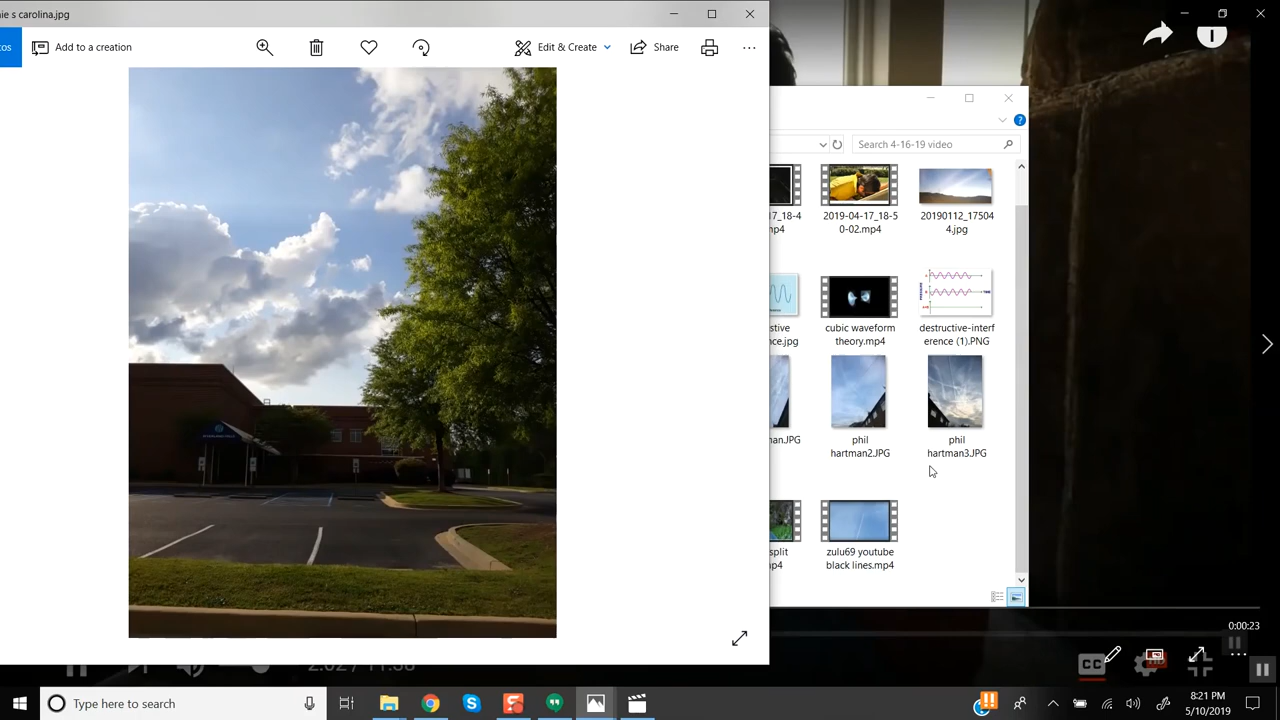 ie s carolina.jpg
tos
Add to a creation
Edit & Create
Share
Search 4-16-19 video
17_18-4
mp4
2019-04-17_18-5
0-02.mp4
20190112_17504
4.jpg
stive
nce.jpg
cubic waveform
theory.mp4
destructive-interf
erence (1).PNG
manJPG
phil
hartman2.JPG
phil
hartman3.JPG
split
mp4
zulu69 youtube
black lines.mp4
0:00:23
CC
HD
Type here to search
8:21 PM
5/10/2019